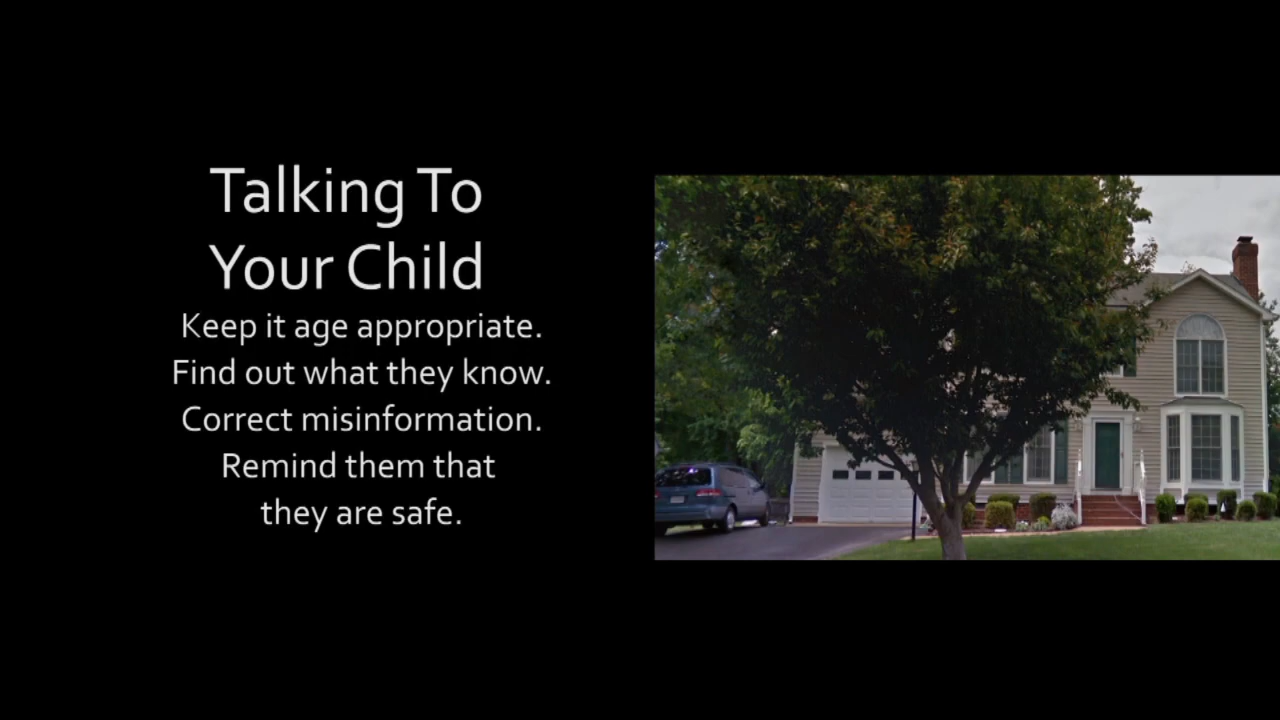 Talking To
Your Child
Keep it age appropriate.
Find out what they know.
Correct misinformation.
Remind them that
they are safe.